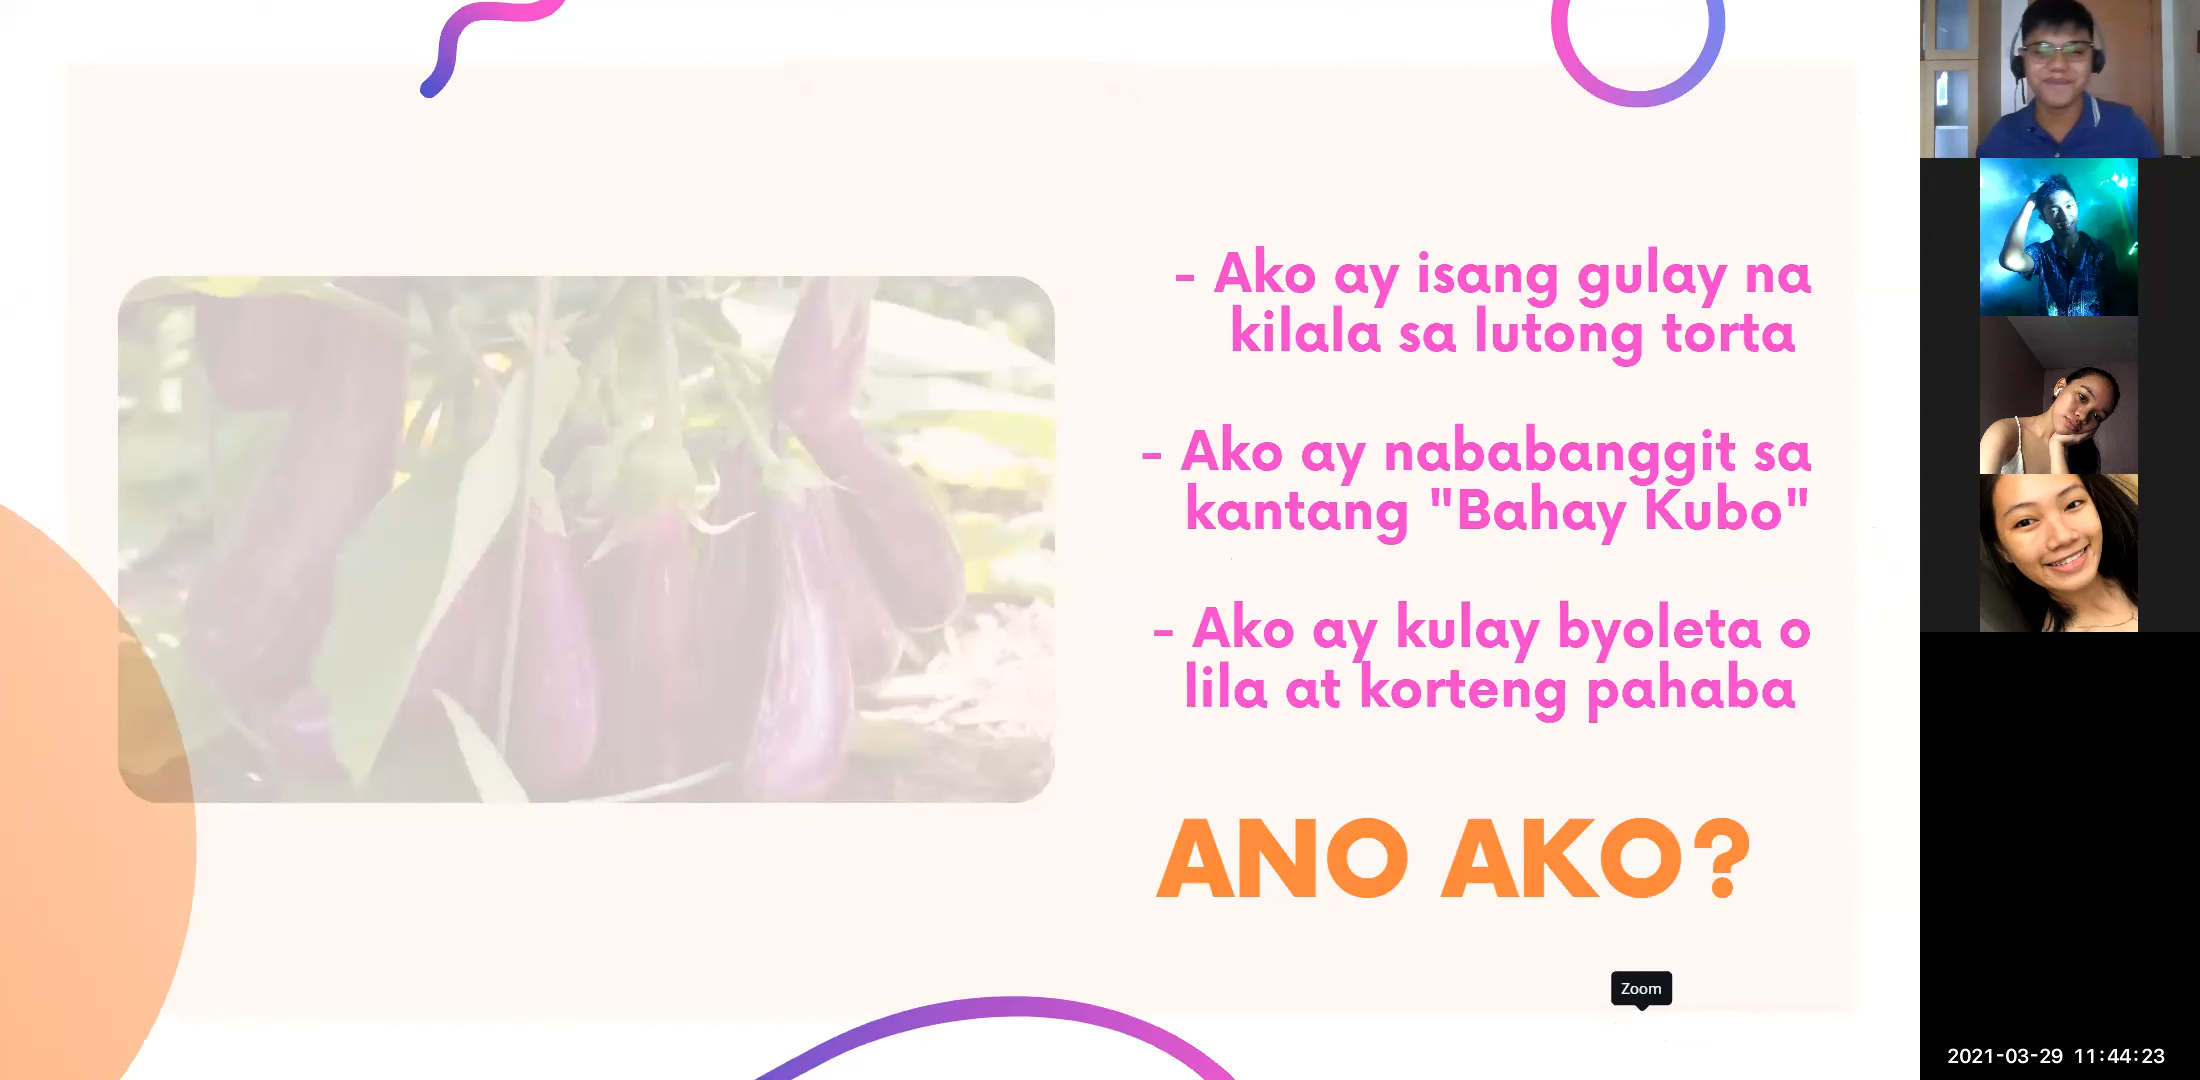 - Ako ay isang gulay na
kilala sa lutong torta
- Ako ay nababanggit sa
kantang "Bahay Kubo"
- Ako ay kulay byoleta o
lila at korteng pahaba
ANO AKO?
Zoom
2021-03-29 11:44:23